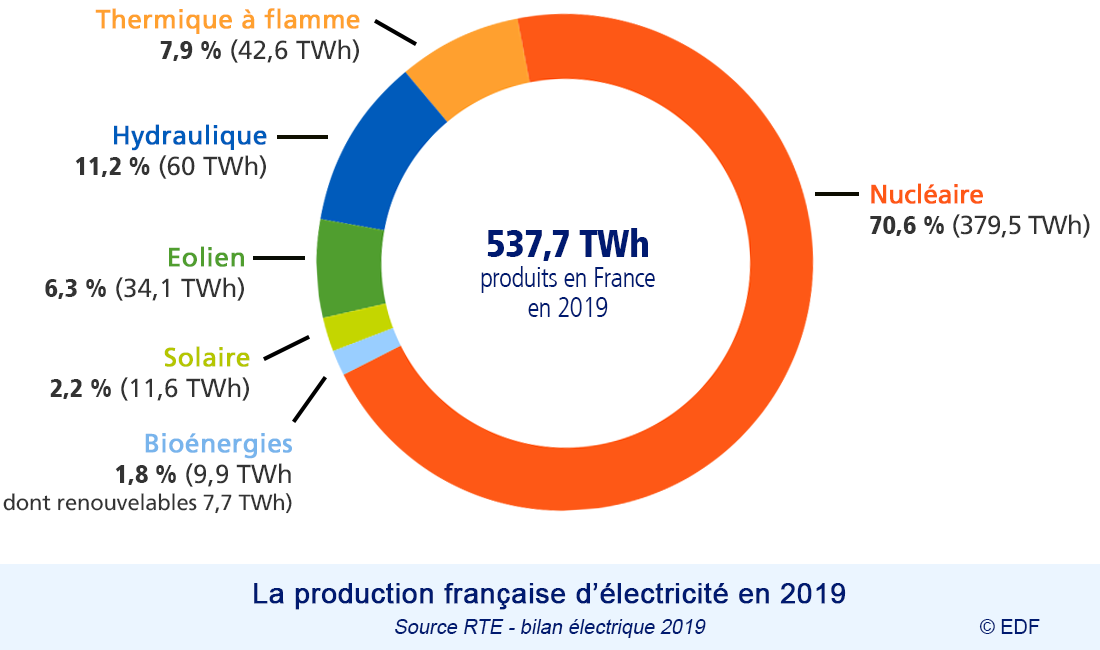 Thermique à flamme
7,9 % (42,6 TWh)
Hydraulique
11,2 % (60 TWh)
Nucléaire
70,6 % (379,5 TWh)
537,7 TWh
produits en France
en 2019
Eolien
6,3 % (34,1 TWh)
Solaire
2,2 % (11,6 TWh)
Bioénergies
1,8 % (9,9 TWh
dont renouvelables 7,7 TWh)
La production française d’électricité en 2019
Source RTE - bilan électrique 2019
© EDF